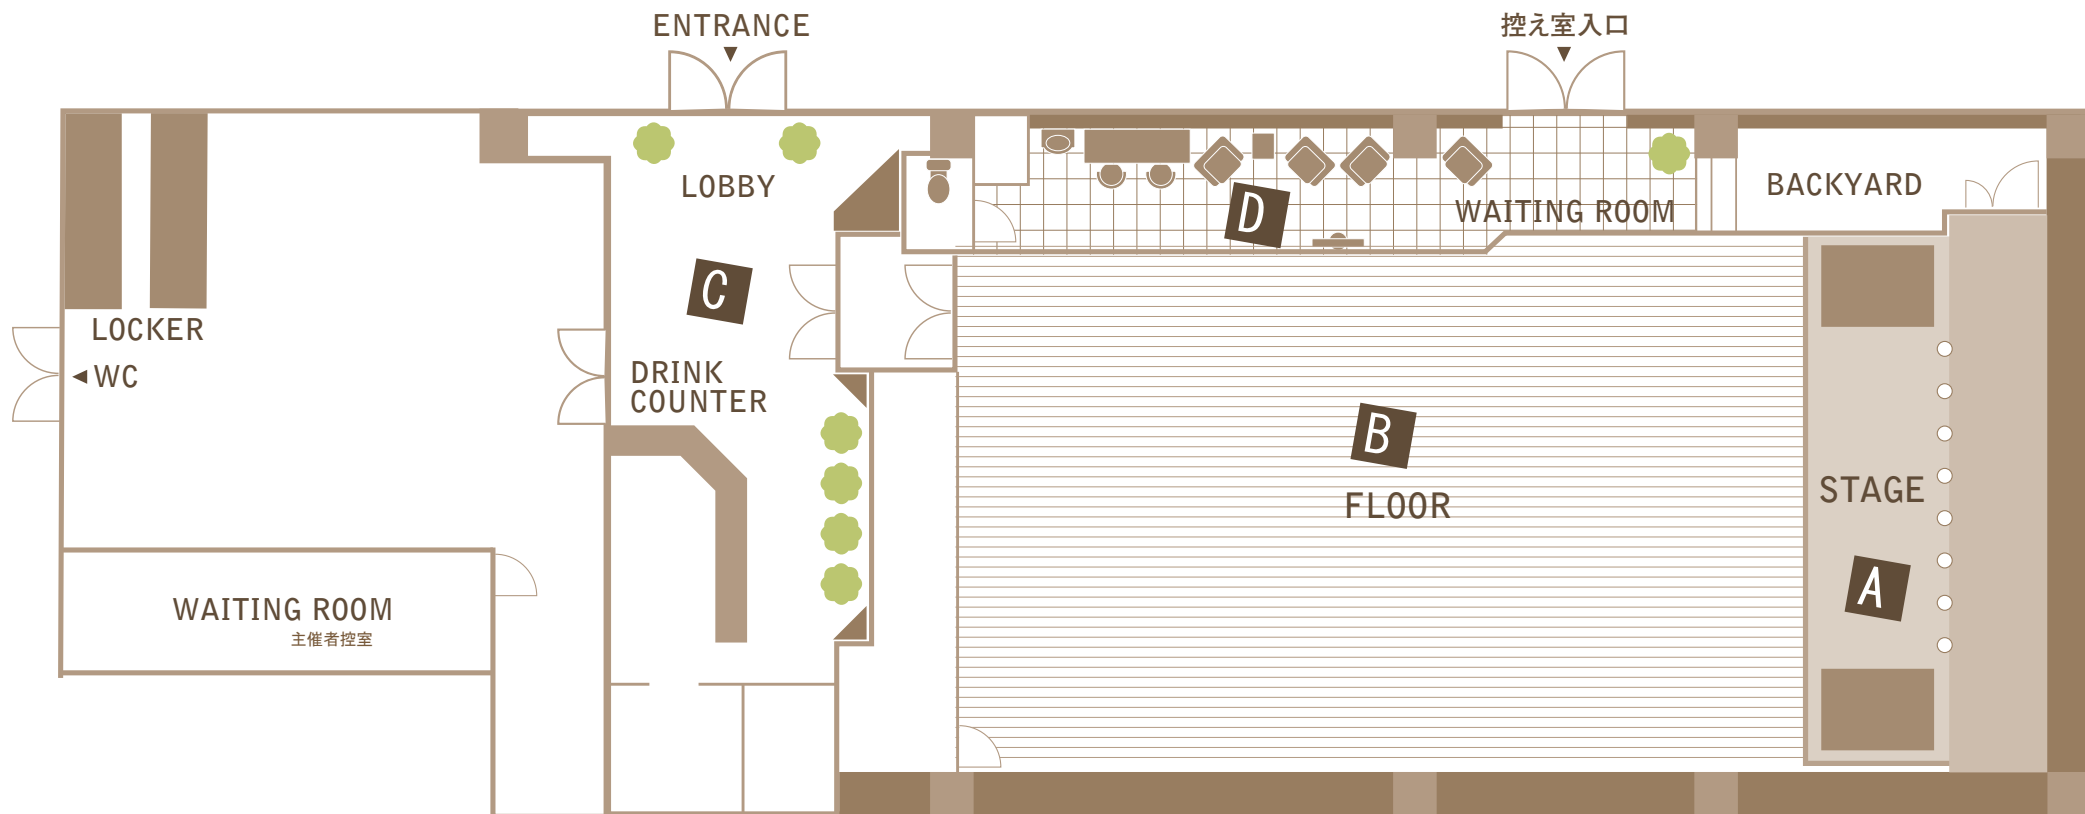 ENTRANCE
控え室入口
LOBBY
D
WAITING ROOM
BACKYARD
C
LOCKER
WC
DRINK
COUNTER
B
FLOOR
STAGE
A
WAITING ROOM
主催者控室